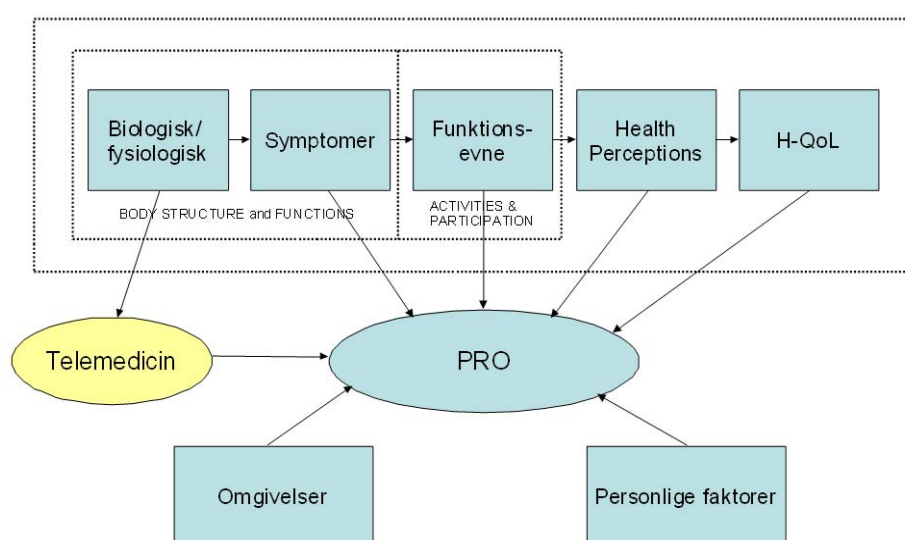 Biologisk/
fysiologisk
Symptomer
Funktions-
evne
Health
Perceptions
H-QoL
BODY STRUCTURE and FUNCTIONS
ACTIVITIES &
PARTICIPATION
Telemedicin
PRO
Omgivelser
Personlige faktorer